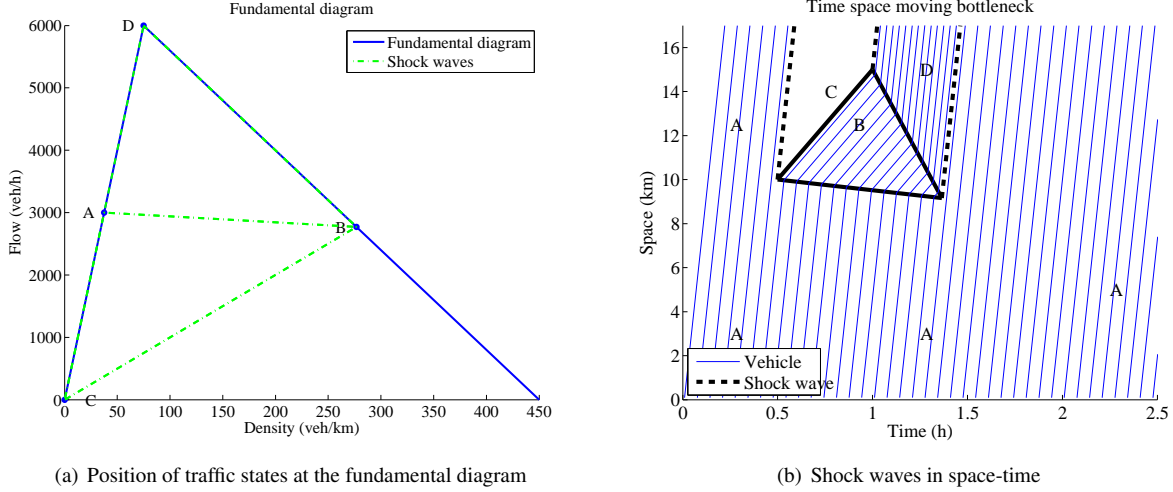 Fundamental diagram
6000
5000
4000
3000
2000
1000
0
Flow (veh/h)
D
A
B
C
Fundamental diagram
Shock waves
0 50 100 150 200 250 300 350 400 450
Density (veh/km)
(a) Position of traffic states at the fundamental diagram
Time space moving bottleneck
16
14
12
10
8
6
4
2
0
Space (km)
A
C
B
D
A
A
A
Vehicle
Shock wave
0 0.5 1 1.5 2 2.5
Time (h)
(b) Shock waves in space-time